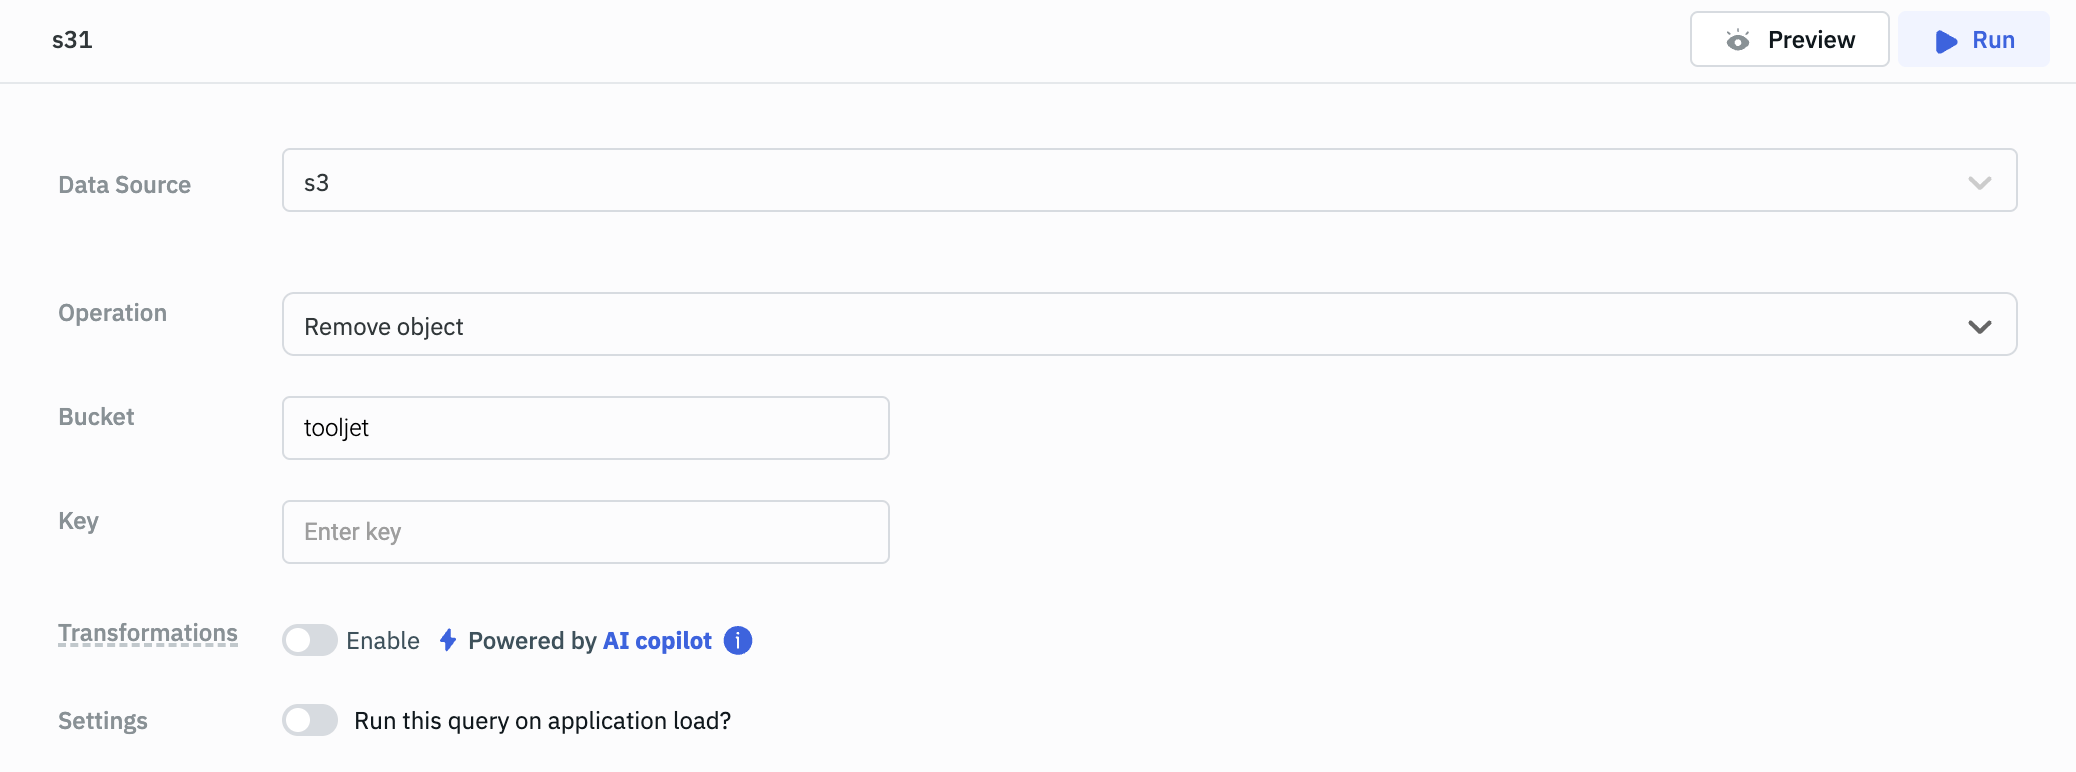 s31
Preview
Run
Data Source
s3
Operation
Remove object
Bucket
tooljet
Key
Enter key
Transformations
Enable
Powered by AI copilot
i
Settings
Run this query on application load?